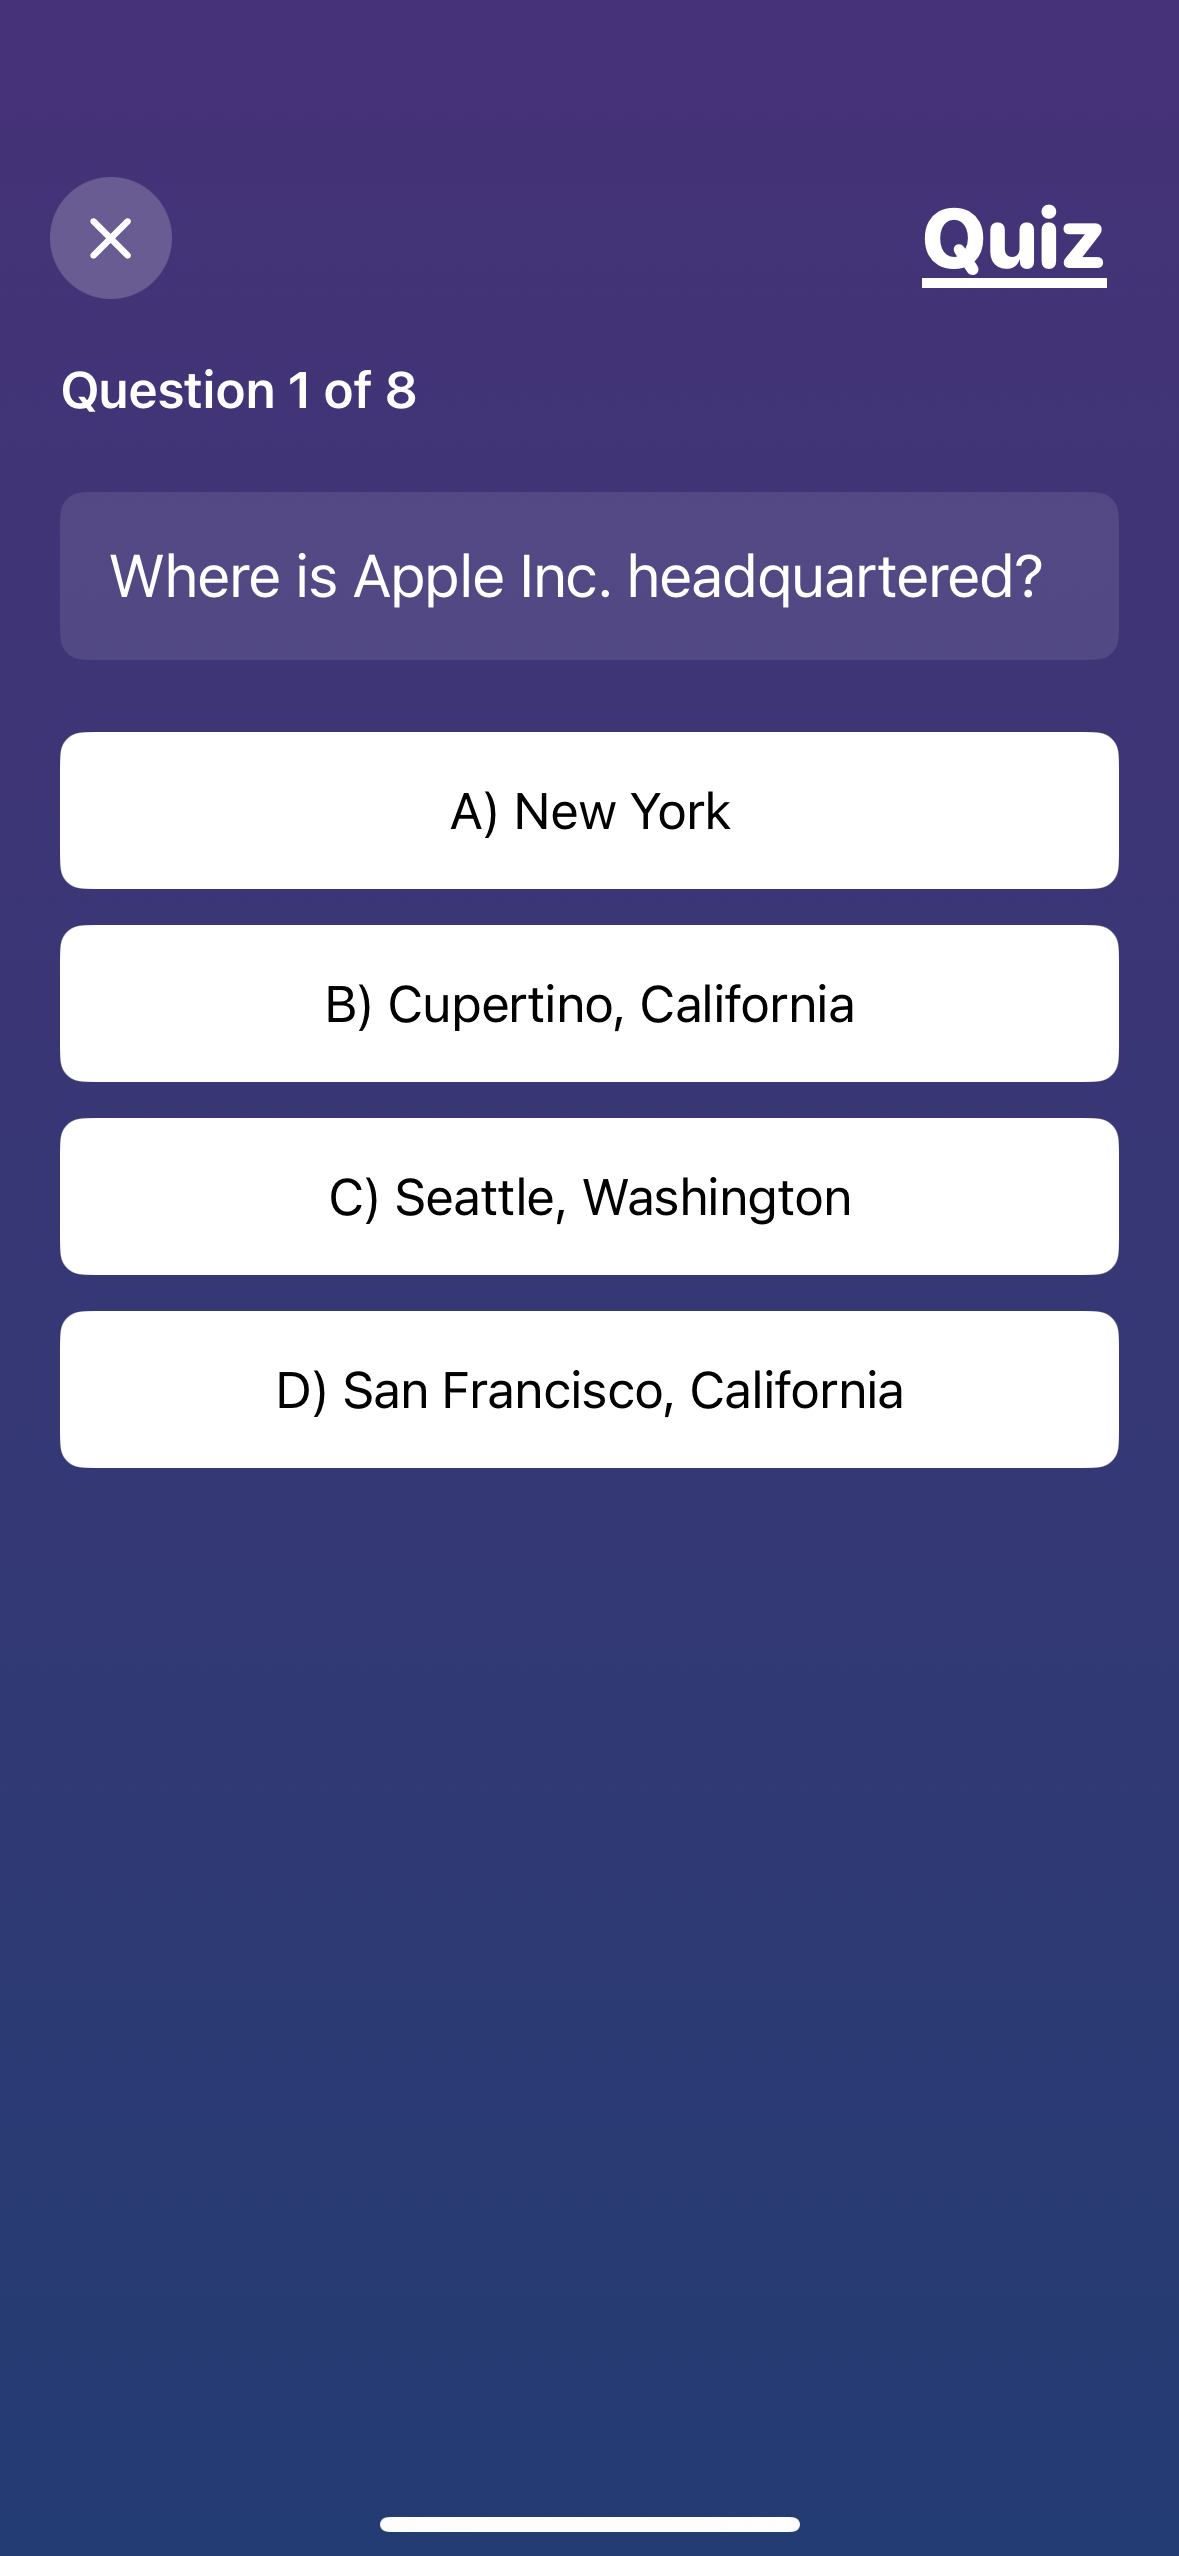 Quiz
Question 1 of 8
Where is Apple Inc. headquartered?
A) New York
B) Cupertino, California
C) Seattle, Washington
D) San Francisco, California